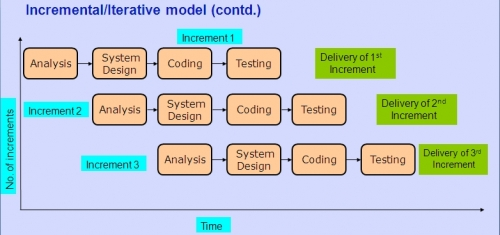 Incremental/Iterative model (contd.)
Increment 1
Analysis
System
Design
Coding
Testing
Delivery of 1st
Increment
Increment 2
Analysis
System
Design
Coding
Testing
Delivery of 2nd
Increment
Increment 3
Analysis
System
Design
Coding
Testing
Delivery of 3rd
Increment
No. of increments
Time